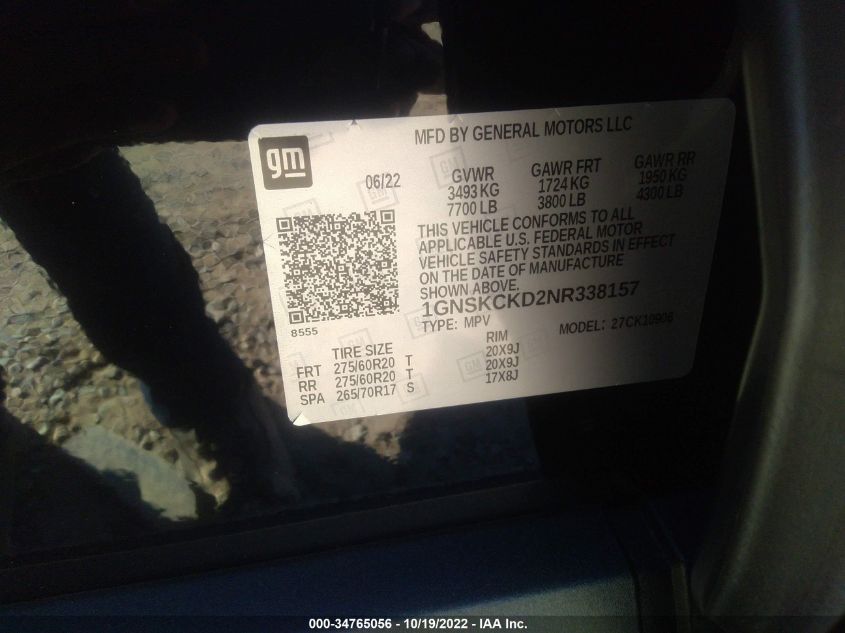 MFD BY GENERAL MOTORS LLC
gm
06/22
GVWR GAWR FRT GAWR RR
3493 KG 1724 KG 1950 KG
7700 LB 3800 LB 4300 LB
THIS VEHICLE CONFORMS TO ALL
APPLICABLE U.S. FEDERAL MOTOR
VEHICLE SAFETY STANDARDS IN EFFECT
ON THE DATE OF MANUFACTURE
SHOWN ABOVE.
1GNSKCKD2NR338157
TYPE: MPV MODEL: 27CK10906
8555
TIRE SIZE RIM
FRT 275/60R20 T 20X9J
RR 275/60R20 T 20X9J
SPA 265/70R17 S 17X8J
000-34765056 - 10/19/2022 - IAA Inc.